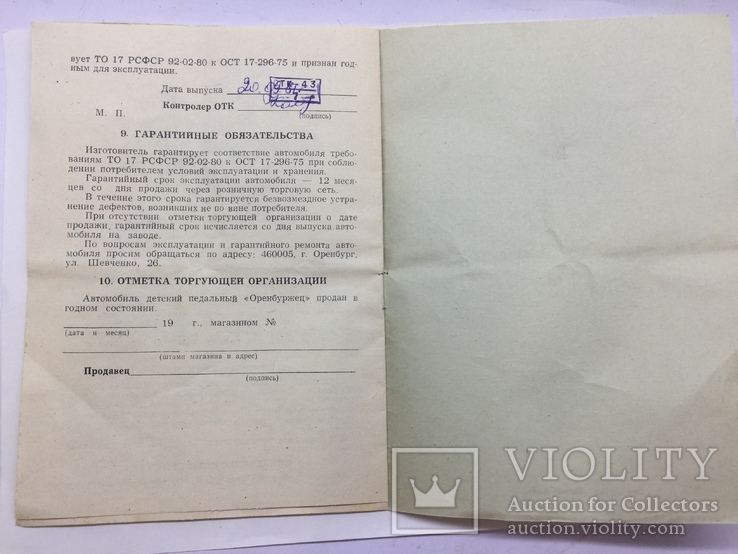 вует ТО 17 РСФСР 92-02-80 к ОСТ 17-296-75 и признан год-
ным для эксплуатации.
Дата выпуска 20.
ОТК 43
Контролер ОТК
М. П.
(подпись)
9. ГАРАНТИЙНЫЕ ОБЯЗАТЕЛЬСТВА
Изготовитель гарантирует соответствие автомобиля требо-
ваниям ТО 17 РСФСР 92-02-80 к ОСТ 17-296-75 при соблю-
дении потребителем условий эксплуатации и хранения.
Гарантийный срок эксплуатации автомобиля — 12 меся-
цев со дня продажи через розничную торговую сеть.
В течение этого срока гарантируется безвозмездное устра-
нение дефектов, возникших не по вине потребителя.
При отсутствии отметки торгующей организации о дате
продажи, гарантийный срок исчисляется со дня выпуска авто-
мобиля на заводе.
По вопросам эксплуатации и гарантийного ремонта авто-
мобиля просим обращаться по адресу: 460005, г. Оренбург,
ул. Шевченко, 26.
10. ОТМЕТКА ТОРГУЮЩЕЙ ОРГАНИЗАЦИИ
Автомобиль детский педальный «Оренбуржец» продан в
годном состоянии.
19 г., магазином №
(дата и месяц)
(штамп магазина и адрес)
Продавец
(подпись)
VIOLITY
Auction for Collectors
auction.violity.com